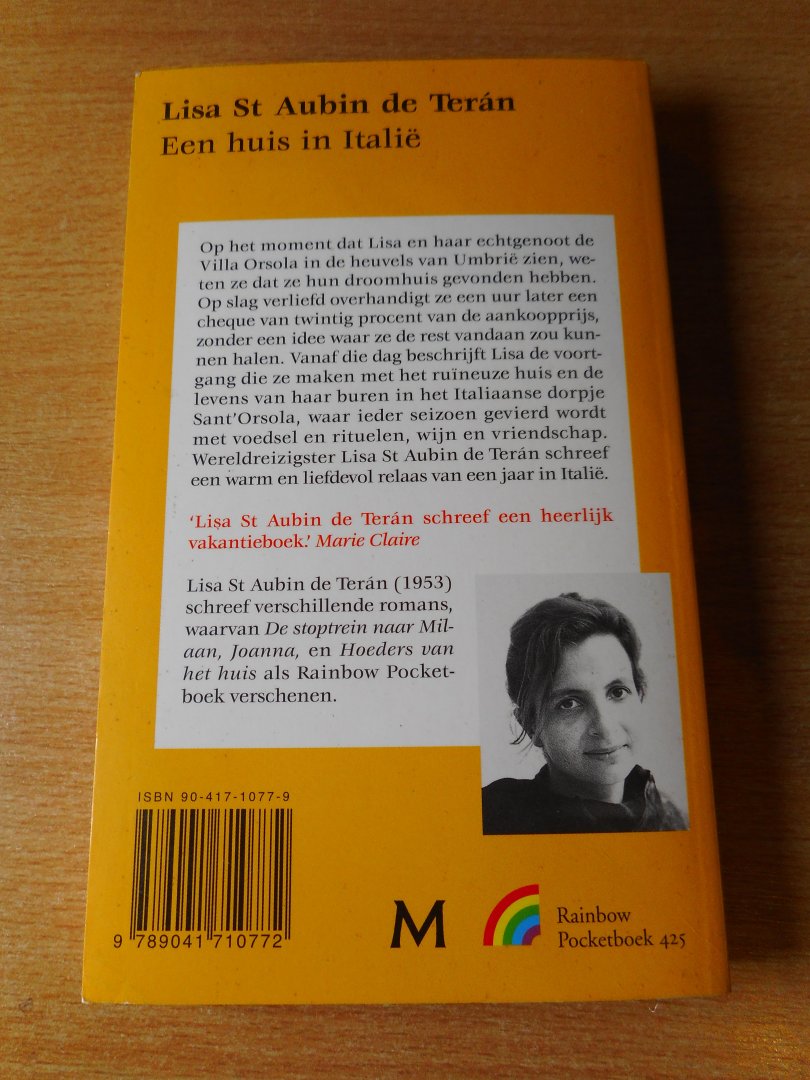 Lisa St Aubin de Terán
Een huis in Italië
Op het moment dat Lisa en haar echtgenoot de
Villa Orsola in de heuvels van Umbrië zien, we-
ten ze dat ze hun droomhuis gevonden hebben.
Op slag verliefd overhandigt ze een uur later een
cheque van twintig procent van de aankoopprijs,
zonder een idee waar ze de rest vandaan zou kun-
nen halen. Vanaf die dag beschrijft Lisa de voort-
gang die ze maken met het ruïneuze huis en de
levens van haar buren in het Italiaanse dorpje
Sant'Orsola, waar ieder seizoen gevierd wordt
met voedsel en rituelen, wijn en vriendschap.
Wereldreizigster Lisa St Aubin de Terán schreef
een warm en liefdevol relaas van een jaar in Italië.
‘Lisa St Aubin de Terán schreef een heerlijk
vakantieboek.’ Marie Claire
Lisa St Aubin de Terán (1953)
schreef verschillende romans,
waarvan De stoptrein naar Mil-
aan, Joanna, en Hoeders van
het huis als Rainbow Pocket-
boek verschenen.
ISBN 90-417-1077-9
9 789041 710772
M
Rainbow
Pocketboek 425